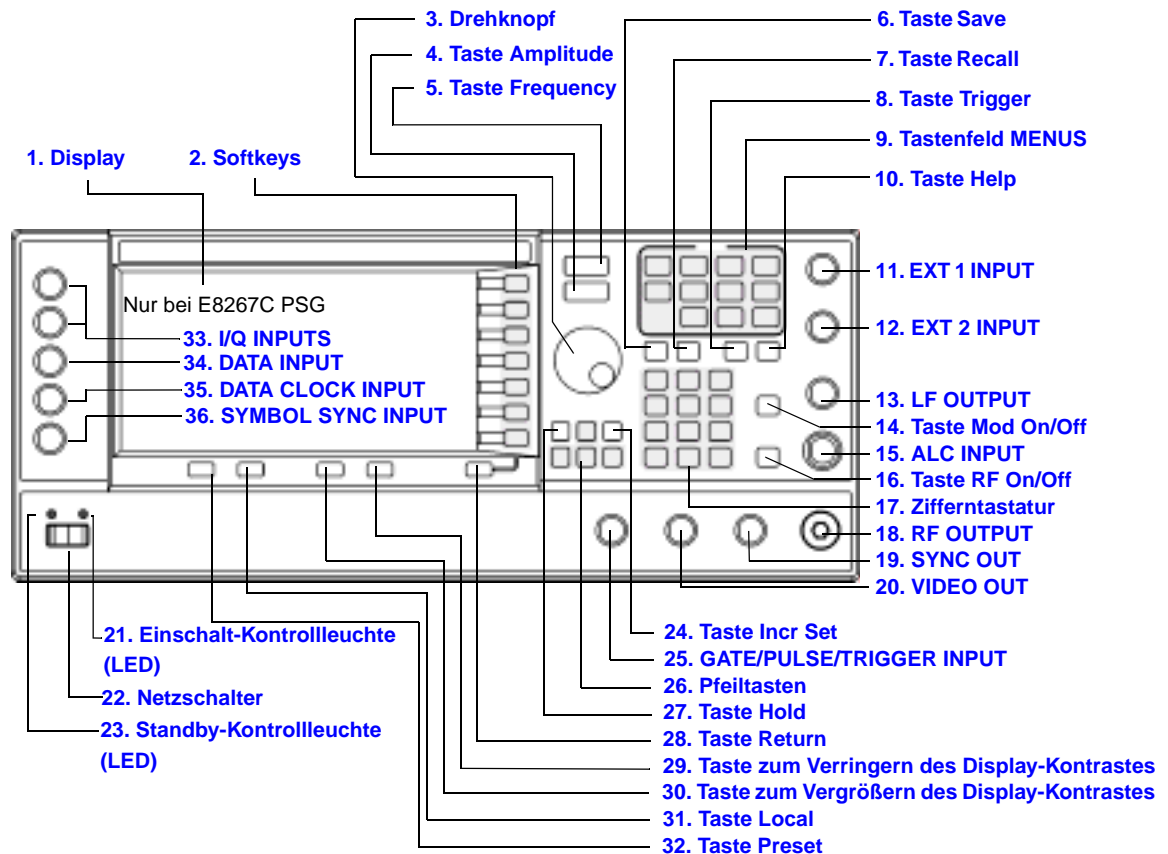 3. Drehknopf
4. Taste Amplitude
5. Taste Frequency
6. Taste Save
7. Taste Recall
8. Taste Trigger
9. Tastenfeld MENUS
10. Taste Help
1. Display
2. Softkeys
11. EXT 1 INPUT
12. EXT 2 INPUT
13. LF OUTPUT
14. Taste Mod On/Off
15. ALC INPUT
16. Taste RF On/Off
17. Zifferntastatur
18. RF OUTPUT
19. SYNC OUT
20. VIDEO OUT
Nur bei E8267C PSG
33. I/Q INPUTS
34. DATA INPUT
35. DATA CLOCK INPUT
36. SYMBOL SYNC INPUT
21. Einschalt-Kontrollleuchte
(LED)
22. Netzschalter
23. Standby-Kontrollleuchte
(LED)
24. Taste Incr Set
25. GATE/PULSE/TRIGGER INPUT
26. Pfeiltasten
27. Taste Hold
28. Taste Return
29. Taste zum Verringern des Display-Kontrastes
30. Taste zum Vergrößern des Display-Kontrastes
31. Taste Local
32. Taste Preset